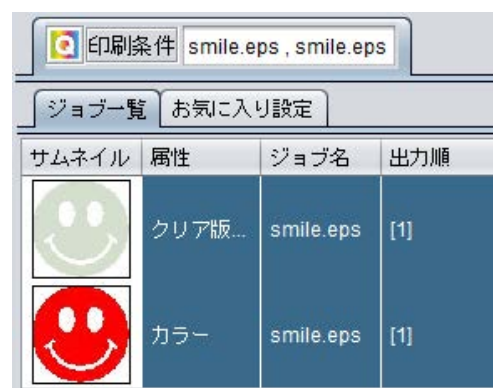 印刷条件 smile.eps , smile.eps
ジョブ一覧 お気に入り設定
サムネイル 属性 ジョブ名 出力順
クリア版... smile.eps [1]
カラー smile.eps [1]